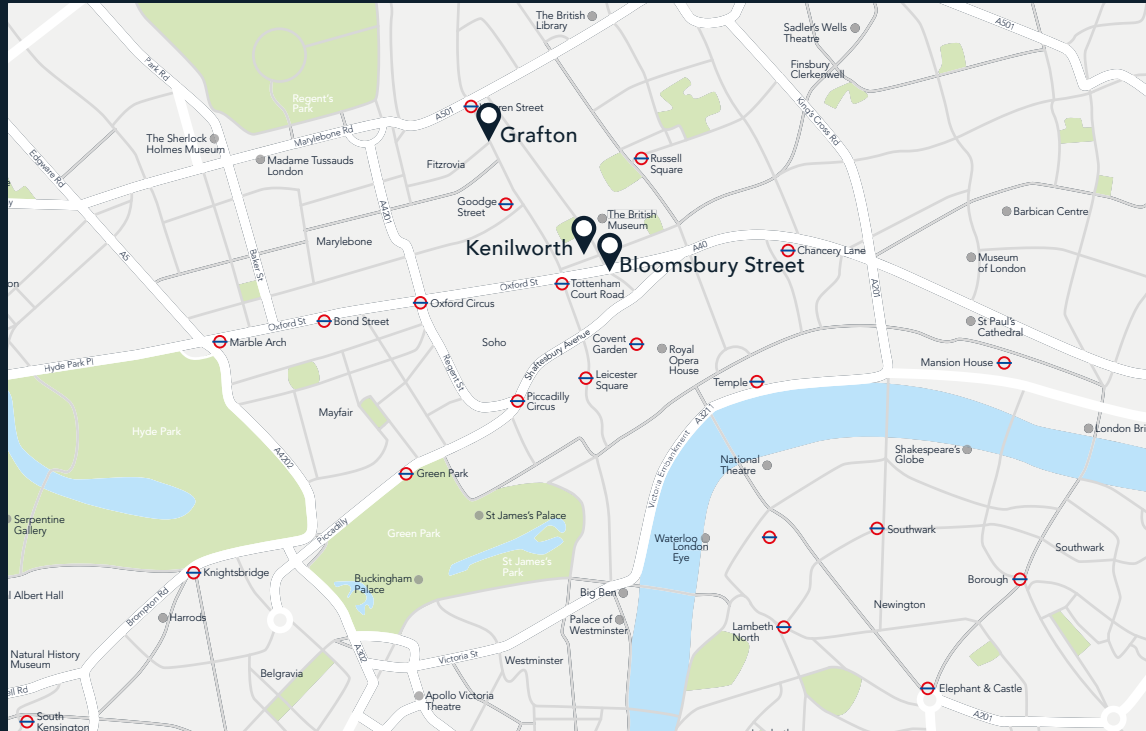 The British
Library
Sadler's Wells
Theatre
A501
Park Rd
Finsbury
Clerkenwell
Regent's
Park
A501
ren Street
King's Cross Rd
Grafton
Marylebone Rd
The Sherlock
Holmes Museum
Madame Tussauds
London
Fitzrovia
Russell
Square
Edgware Rd
Goodge
Street
A4201
The British
Museum
Barbican Centre
Marylebone
Kenilworth
A40
Chancery Lane
Bloomsbury Street
Museum
of London
A5
Baker St
on
Oxford St
Tottenham
Court Road
A201
Oxford Circus
Oxford St
Bond Street
St Paul's
Cathedral
Marble Arch
Soho
Shaftesbury Avenue
Covent
Garden
Royal
Opera
House
Mansion House
Hyde Park Pl
Regent St
Leicester
Square
Temple
Piccadilly
Circus
Mayfair
A3211
Hyde Park
London Bri
A4202
Victoria Embankment
National
Theatre
Shakespeare's
Globe
Green Park
Serpentine
Gallery
St James's Palace
Piccadilly
Green Park
Waterloo
London
Eye
Southwark
Southwark
St James's
Park
Knightsbridge
Buckingham
Palace
Big Ben
Borough
l Albert Hall
Brompton Rd
Harrods
Palace of
Westminster
Lambeth
North
Newington
Natural History
Museum
A302
Victoria St
Westminster
Belgravia
ell Rd
Apollo Victoria
Theatre
Elephant & Castle
South
Kensington
A201